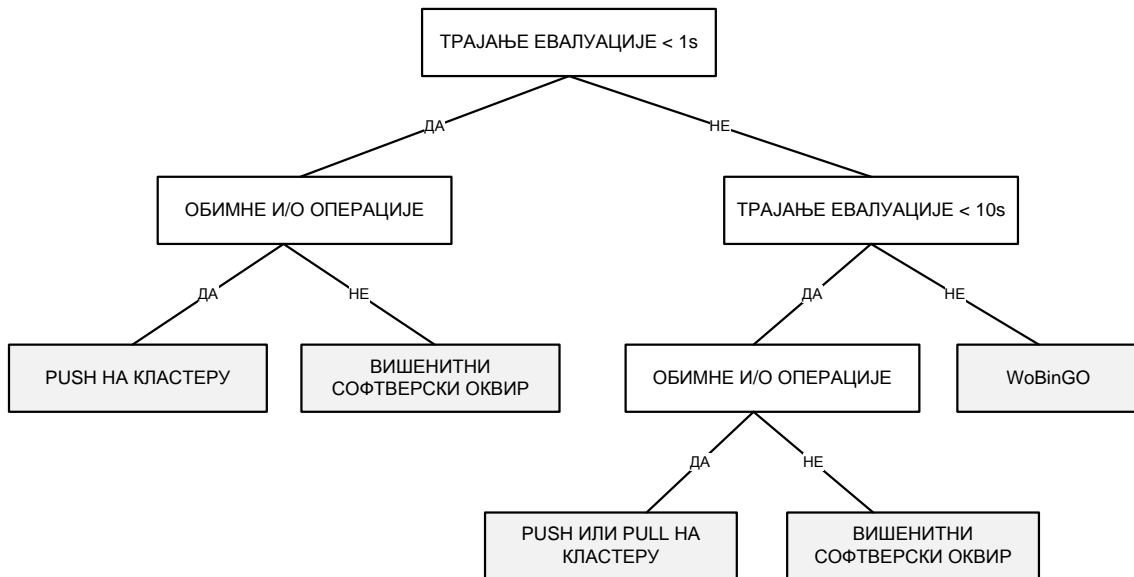 ТРАЈАЊЕ ЕВАЛУАЦИЈЕ < 1s
ДА
НЕ
ОБИМНЕ И/О ОПЕРАЦИЈЕ
ТРАЈАЊЕ ЕВАЛУАЦИЈЕ < 10s
ДА
НЕ
ДА
НЕ
PUSH НА КЛАСТЕРУ
ВИШЕНИТНИ
СОФТВЕРСКИ ОКВИР
ОБИМНЕ И/О ОПЕРАЦИЈЕ
WoBinGO
ДА
НЕ
PUSH ИЛИ PULL НА
КЛАСТЕРУ
ВИШЕНИТНИ
СОФТВЕРСКИ ОКВИР